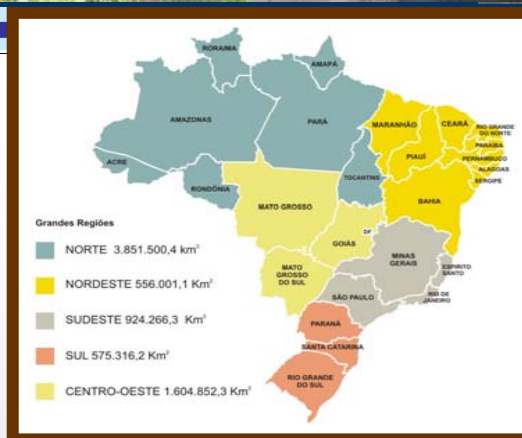 RORAIMA
AMAPÁ
AMAZONAS
PARÁ
MARANHÃO
CEARÁ
RIO GRANDE
DO NORTE
PARAÍBA
PIAUÍ
PERNAMBUCO
ACRE
ALAGOAS
TOCANTINS
SERGIPE
RONDÔNIA
BAHIA
MATO GROSSO
Grandes Regiões
DF
GOIÁS
NORTE 3.851.500,4 km²
MINAS
GERAIS
MATO
GROSSO
DO SUL
ESPIRITO
SANTO
NORDESTE 556.001,1 Km²
SÃO PAULO
RIO DE
JANEIRO
SUDESTE 924.266,3 Km²
PARANÁ
SANTA CATARINA
SUL 575.316,2 Km²
RIO GRANDE
DO SUL
CENTRO-OESTE 1.604.852,3 Km²